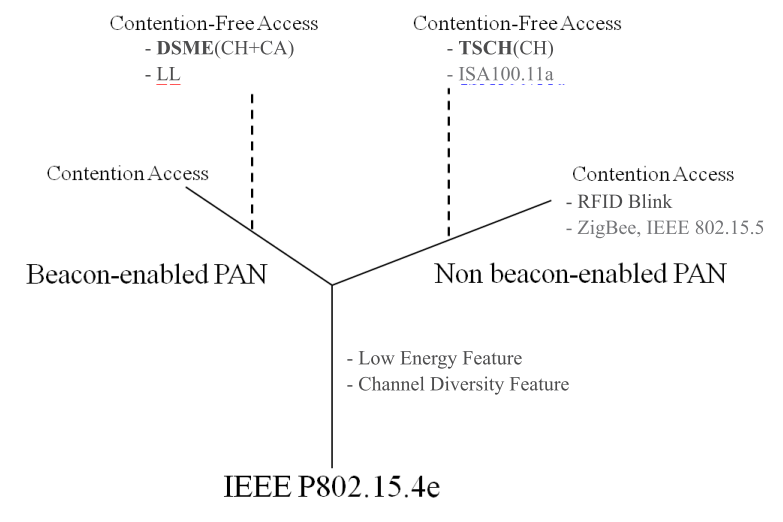 Contention-Free Access
- DSME(CH+CA)
- LL
Contention-Free Access
- TSCH(CH)
- ISA100.11a
Contention Access
Contention Access
- RFID Blink
- ZigBee, IEEE 802.15.5
Beacon-enabled PAN
Non beacon-enabled PAN
- Low Energy Feature
- Channel Diversity Feature
IEEE P802.15.4e